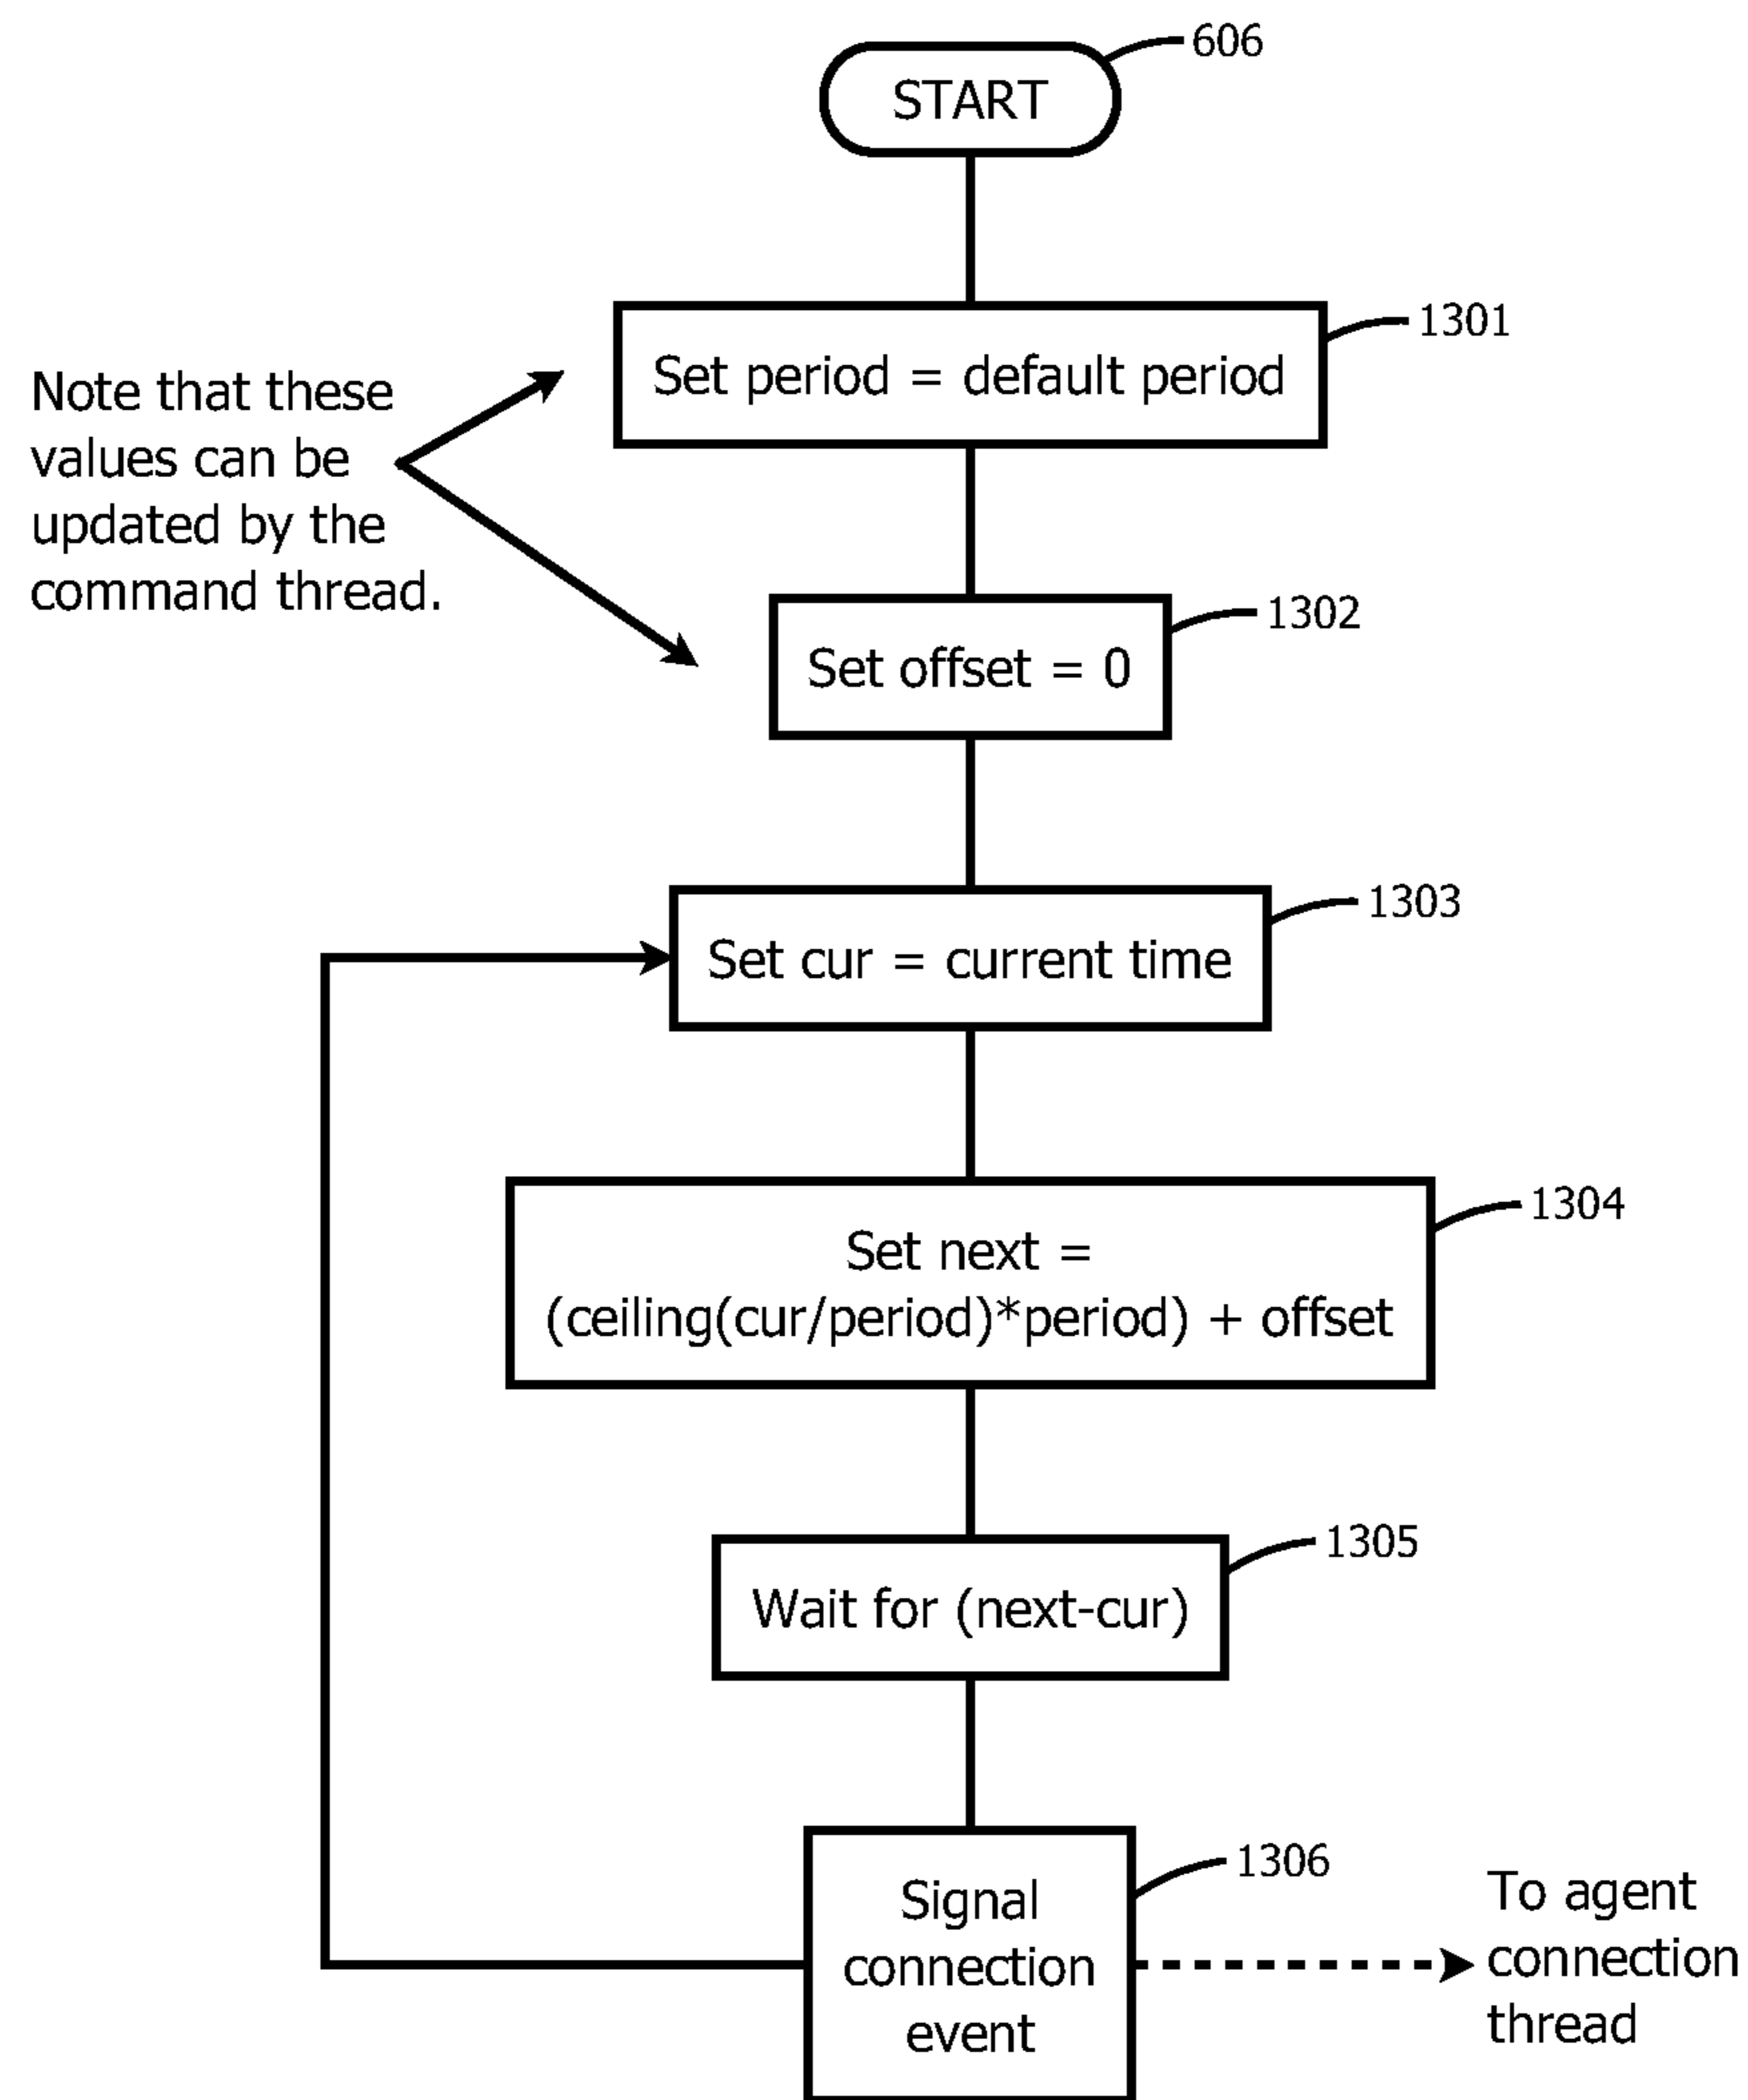 606
START
1301
Set period = default period
Note that these
values can be
updated by the
command thread.
1302
Set offset = 0
1303
Set cur = current time
1304
Set next =
(ceiling(cur/period)*period) + offset
1305
Wait for (next-cur)
1306
Signal
connection
event
To agent
connection
thread